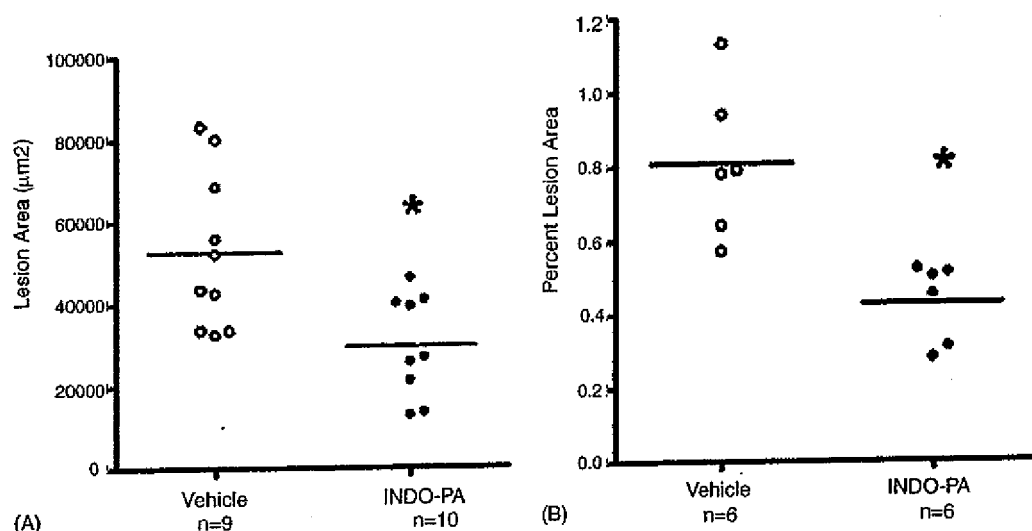 100000
80000
60000
40000
20000
0
Lesion Area (µm2)
*
Vehicle
n=9
INDO-PA
n=10
(A)
1.2
1.0
0.8
0.6
0.4
0.2
0.0
Percent Lesion Area
*
Vehicle
n=6
INDO-PA
n=6
(B)